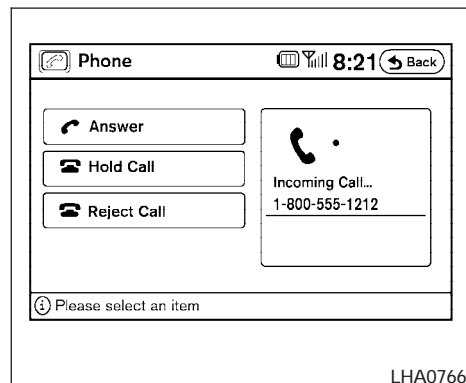 Phone 8:21 Back
Answer
Hold Call
Reject Call
Incoming Call...
1-800-555-1212
Please select an item
LHA0766